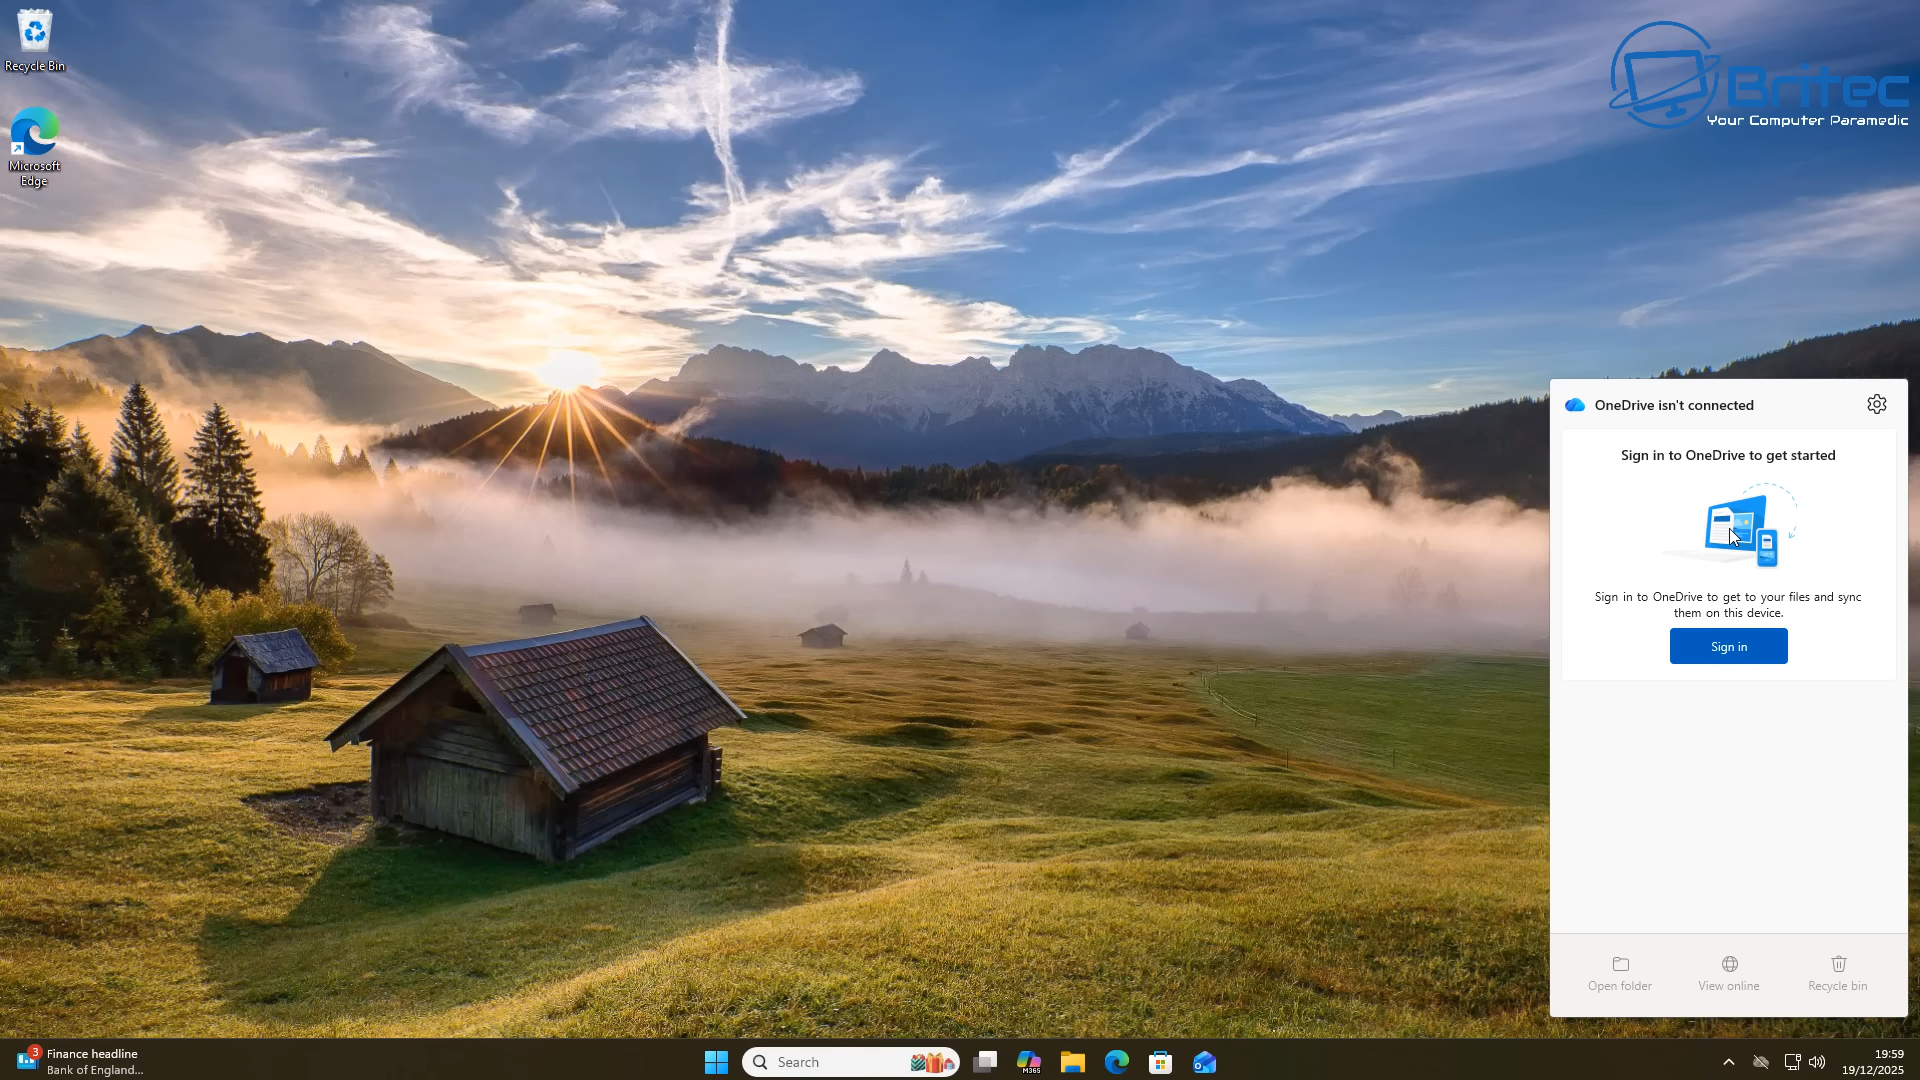 Recycle Bin
Microsoft
Edge
Britec
Your Computer Paramedic
OneDrive isn't connected
Sign in to OneDrive to get started
Sign in to OneDrive to get to your files and sync
them on this device.
Sign in
Open folder
View online
Recycle bin
3
Finance headline
Bank of England...
Search
M365
19:59
19/12/2025